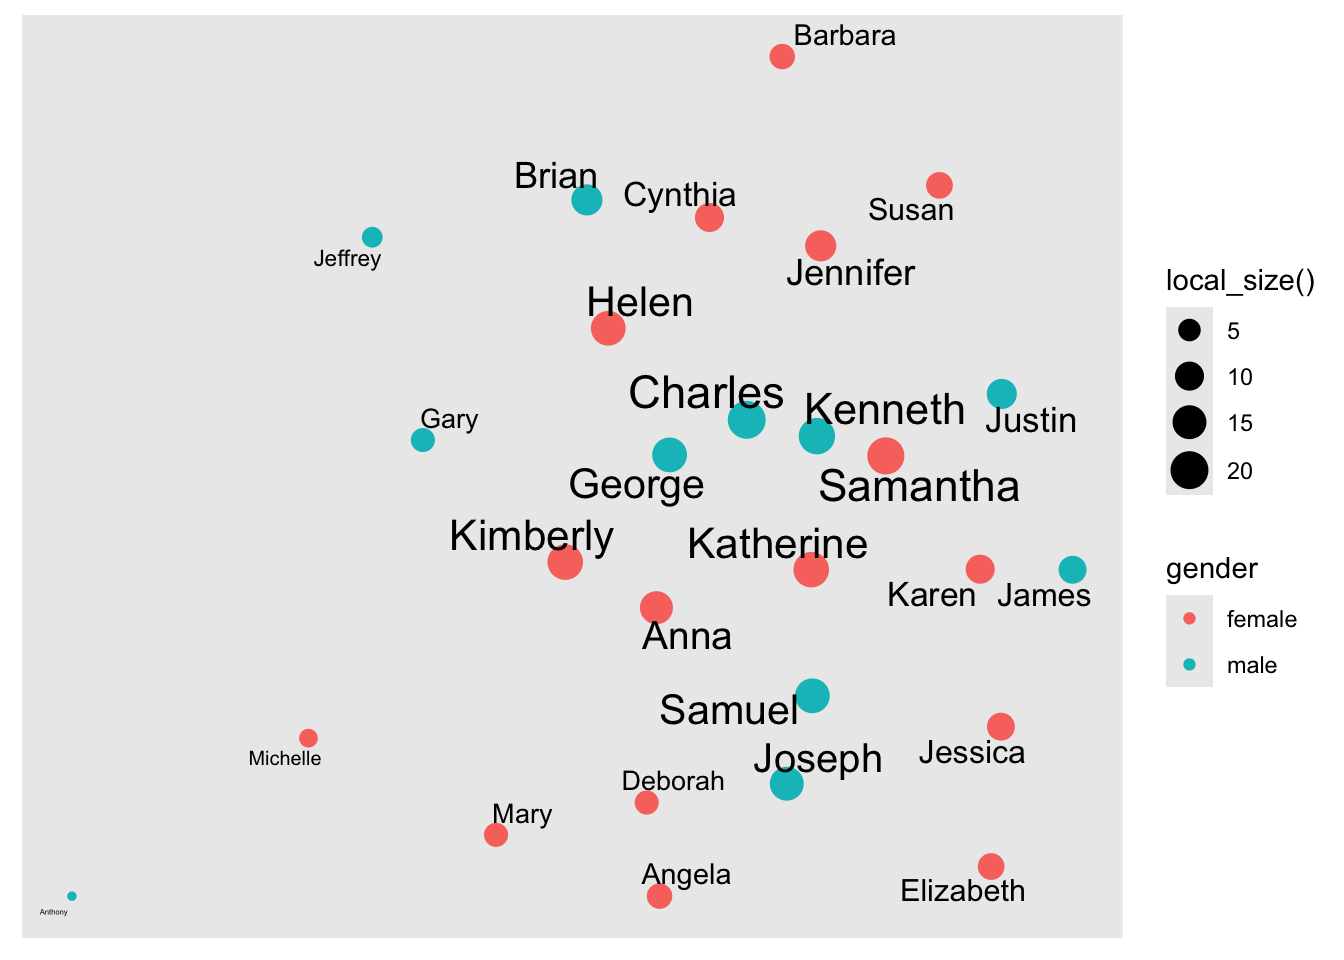 Barbara
Brian
Cynthia
Susan
Jeffrey
Jennifer
Helen
Charles
Kenneth
Gary
Justin
George
Samantha
Kimberly
Katherine
Karen
James
Anna
Samuel
Jessica
Michelle
Joseph
Deborah
Mary
Angela
Elizabeth
Anthony
local_size()
5
10
15
20
gender
female
male